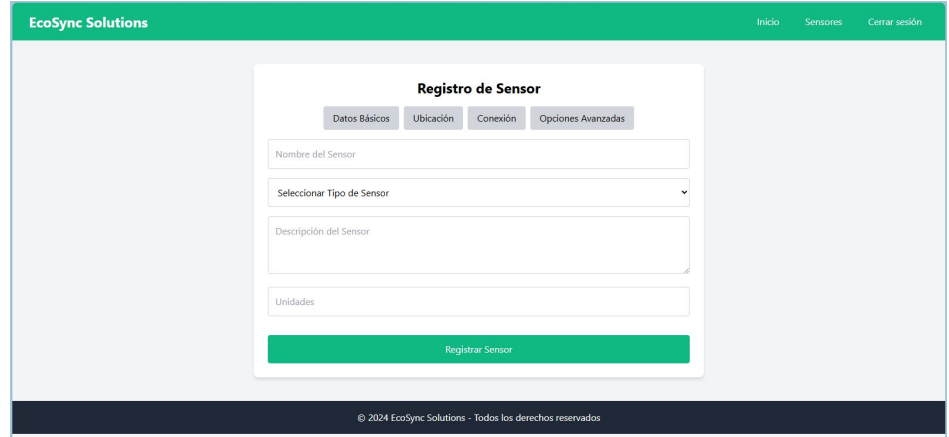 EcoSync Solutions
Inicio Sensores Cerrar sesión
Registro de Sensor
Datos Básicos Ubicación Conexión Opciones Avanzadas
Nombre del Sensor
Seleccionar Tipo de Sensor
Descripción del Sensor
Unidades
Registrar Sensor
© 2024 EcoSync Solutions - Todos los derechos reservados